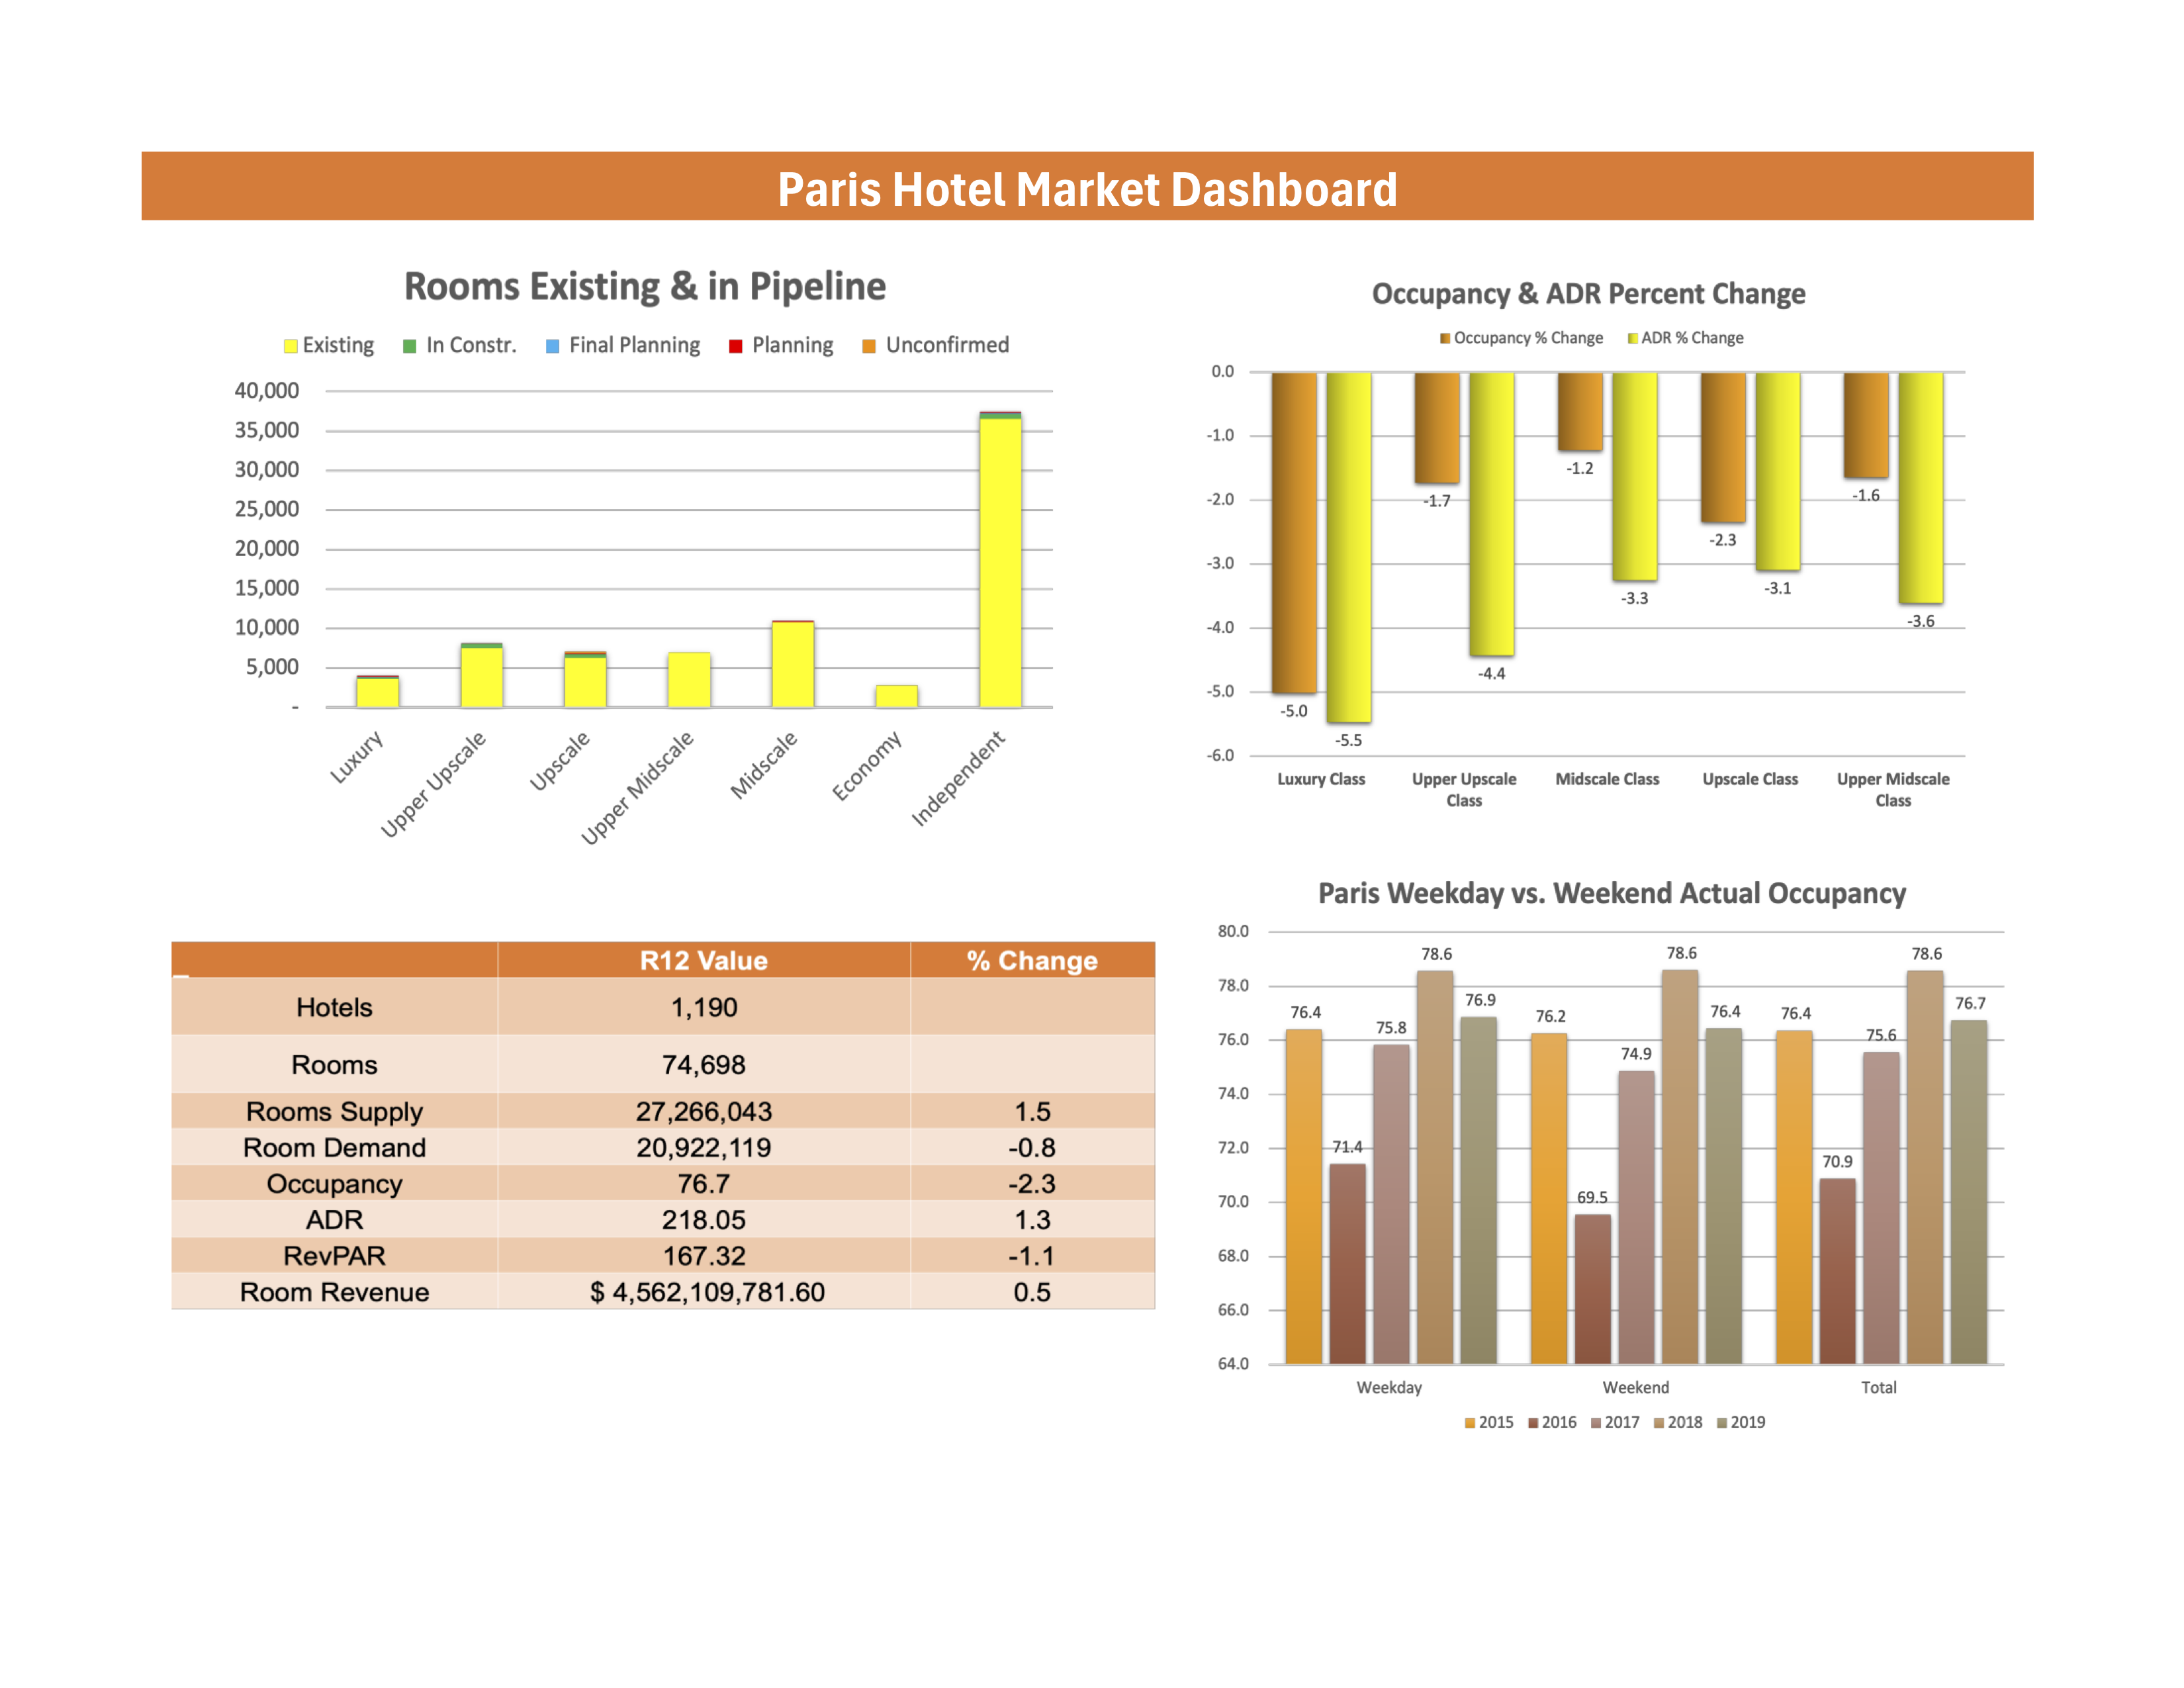 Paris Hotel Market Dashboard
Rooms Existing & in Pipeline
Existing In Constr. Final Planning Planning Unconfirmed
40,000
35,000
30,000
25,000
20,000
15,000
10,000
5,000
-
Luxury
Upper Upscale
Upscale
Upper Midscale
Midscale
Economy
Independent
Occupancy & ADR Percent Change
Occupancy % Change ADR % Change
0.0
-1.0
-2.0
-3.0
-4.0
-5.0
-6.0
-5.0
-5.5
-1.7
-4.4
-1.2
-3.3
-2.3
-3.1
-1.6
-3.6
Luxury Class
Upper Upscale
Class
Midscale Class
Upscale Class
Upper Midscale
Class
R12 Value % Change
Hotels 1,190
Rooms 74,698
Rooms Supply 27,266,043 1.5
Room Demand 20,922,119 -0.8
Occupancy 76.7 -2.3
ADR 218.05 1.3
RevPAR 167.32 -1.1
Room Revenue $ 4,562,109,781.60 0.5
Paris Weekday vs. Weekend Actual Occupancy
80.0
78.0
76.0
74.0
72.0
70.0
68.0
66.0
64.0
76.4
71.4
75.8
78.6
76.9
76.2
69.5
74.9
78.6
76.4
76.4
70.9
75.6
78.6
76.7
Weekday Weekend Total
2015 2016 2017 2018 2019